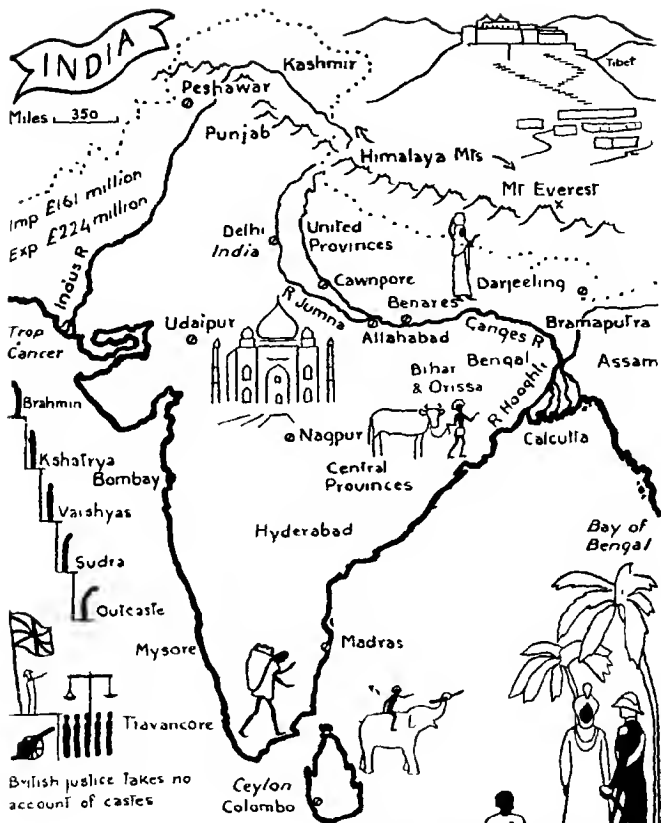 INDIA
Kashmir
Tibet
Peshawar
Miles 350
Punjab
Himalaya Mts
Imp £161 million
Exp £224 million
Mt Everest
Indus R
Delhi
India
United
Provinces
Cawnpore
Darjeeling
R Jumna
Benares
Trop
Cancer
Udaipur
Allahabad
Ganges R
Bramaputra
Assam
Bengal
Bihar
& Orissa
R Hooghli
Calcutta
Brahmin
Nagpur
Central
Provinces
Kshatrya
Bombay
Vaishyas
Hyderabad
Bay of
Bengal
Sudra
Outcaste
Mysore
Madras
Travancore
British justice takes no
account of castes
Ceylon
Colombo